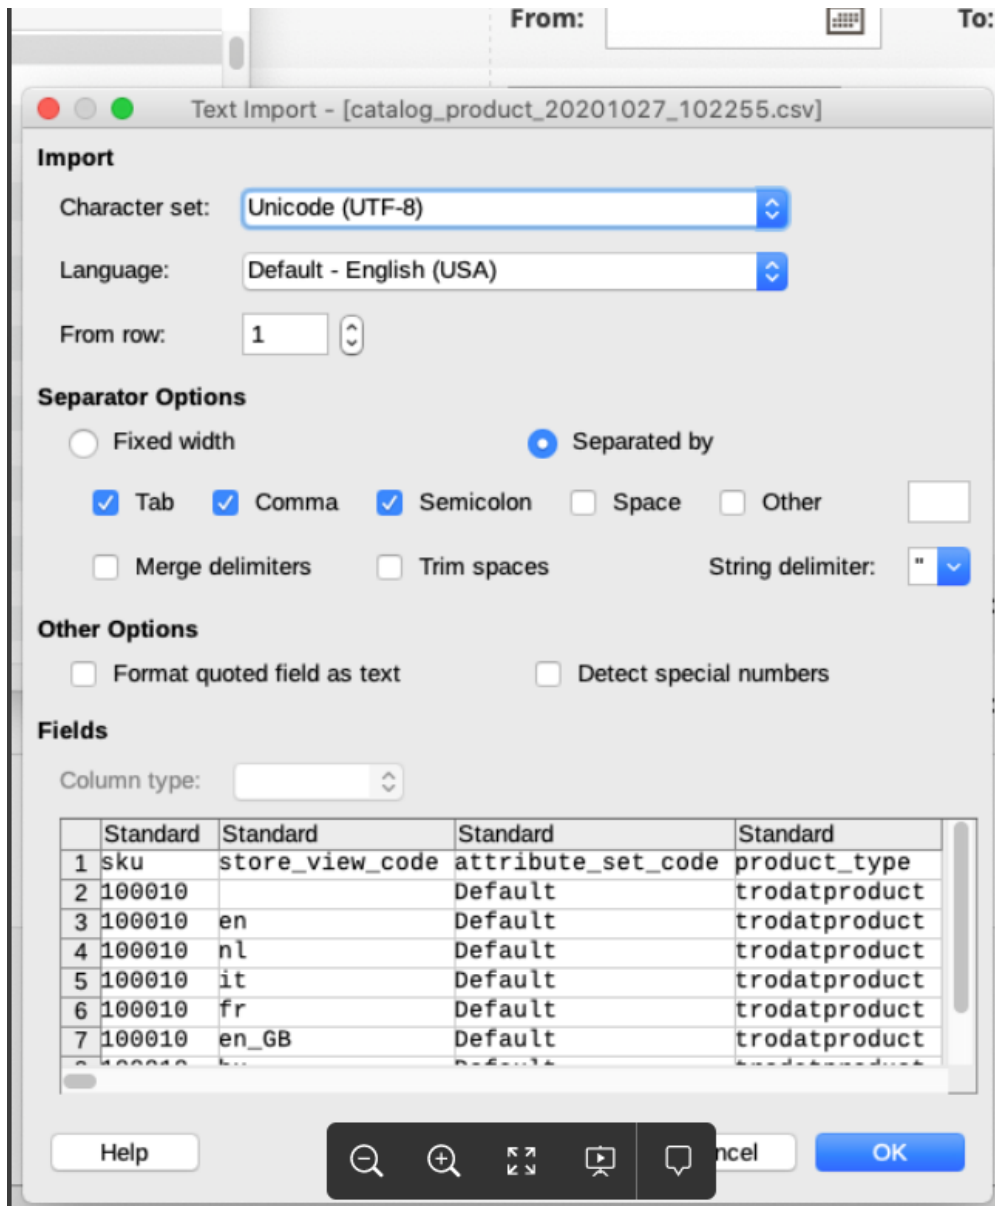 From: To:
Text Import - [catalog_product_20201027_102255.csv]
Import
Character set: Unicode (UTF-8)
Language: Default - English (USA)
From row: 1
Separator Options
Fixed width Separated by
Tab Comma Semicolon Space Other
Merge delimiters Trim spaces String delimiter: "
Other Options
Format quoted field as text Detect special numbers
Fields
Column type:
Standard Standard Standard Standard
1 sku store_view_code attribute_set_code product_type
2 100010 Default trodatproduct
3 100010 en Default trodatproduct
4 100010 nl Default trodatproduct
5 100010 it Default trodatproduct
6 100010 fr Default trodatproduct
7 100010 en_GB Default trodatproduct
Help ncel OK